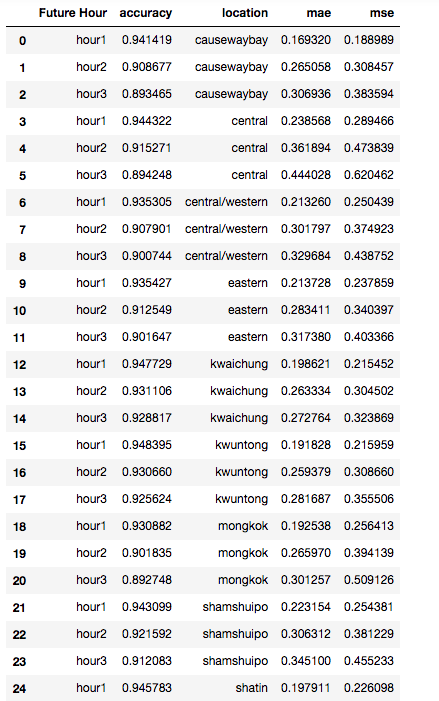 Future Hour accuracy location mae mse
0 hour1 0.941419 causewaybay 0.169320 0.188989
1 hour2 0.908677 causewaybay 0.265058 0.308457
2 hour3 0.893465 causewaybay 0.306936 0.383594
3 hour1 0.944322 central 0.238568 0.289466
4 hour2 0.915271 central 0.361894 0.473839
5 hour3 0.894248 central 0.444028 0.620462
6 hour1 0.935305 central/western 0.213260 0.250439
7 hour2 0.907901 central/western 0.301797 0.374923
8 hour3 0.900744 central/western 0.329684 0.438752
9 hour1 0.935427 eastern 0.213728 0.237859
10 hour2 0.912549 eastern 0.283411 0.340397
11 hour3 0.901647 eastern 0.317380 0.403366
12 hour1 0.947729 kwaichung 0.198621 0.215452
13 hour2 0.931106 kwaichung 0.263334 0.304502
14 hour3 0.928817 kwaichung 0.272764 0.323869
15 hour1 0.948395 kwuntong 0.191828 0.215959
16 hour2 0.930660 kwuntong 0.259379 0.308660
17 hour3 0.925624 kwuntong 0.281687 0.355506
18 hour1 0.930882 mongkok 0.192538 0.256413
19 hour2 0.901835 mongkok 0.265970 0.394139
20 hour3 0.892748 mongkok 0.301257 0.509126
21 hour1 0.943099 shamshuipo 0.223154 0.254381
22 hour2 0.921592 shamshuipo 0.306312 0.381229
23 hour3 0.912083 shamshuipo 0.345100 0.455233
24 hour1 0.945783 shatin 0.197911 0.226098